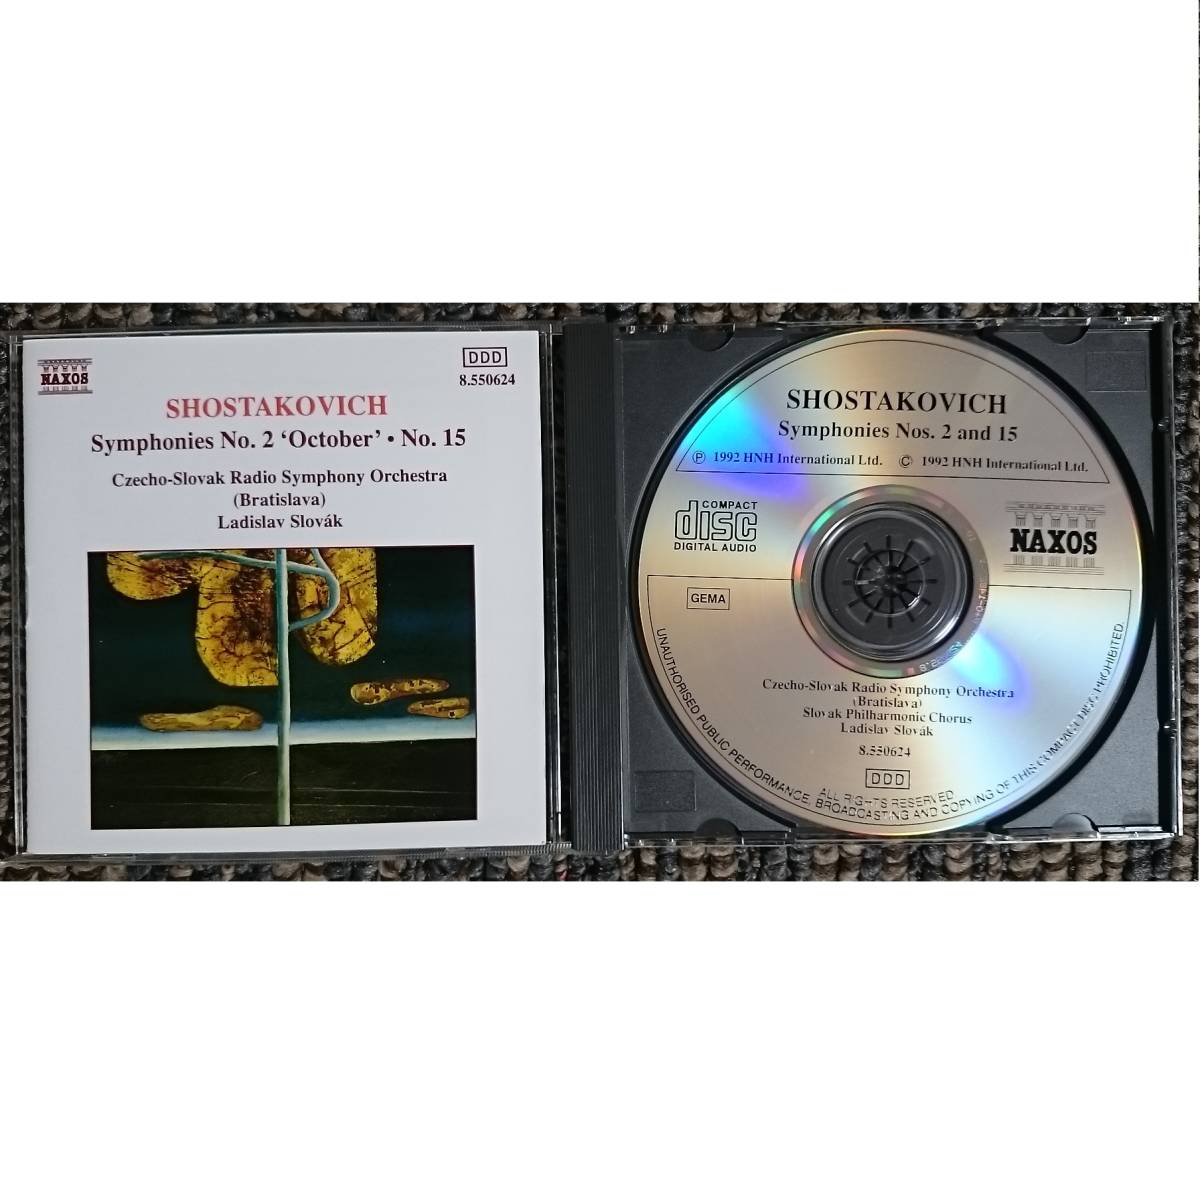 NAXOS
DDD
8.550624
SHOSTAKOVICH
Symphonies No. 2 ‘October’ • No. 15
Czecho-Slovak Radio Symphony Orchestra
(Bratislava)
Ladislav Slovák
SHOSTAKOVICH
Symphonies Nos. 2 and 15
℗ 1992 HNH International Ltd. © 1992 HNH International Ltd.
COMPACT
disc
DIGITAL AUDIO
NAXOS
GEMA
Czecho-Slovak Radio Symphony Orchestra
(Bratislava)
Slovak Philharmonic Chorus
Ladislav Slovák
8.550624
DDD
ALL RIGHTS RESERVED.
UNAUTHORISED PUBLIC PERFORMANCE, BROADCASTING AND COPYING OF THIS COMPACT DISC PROHIBITED.